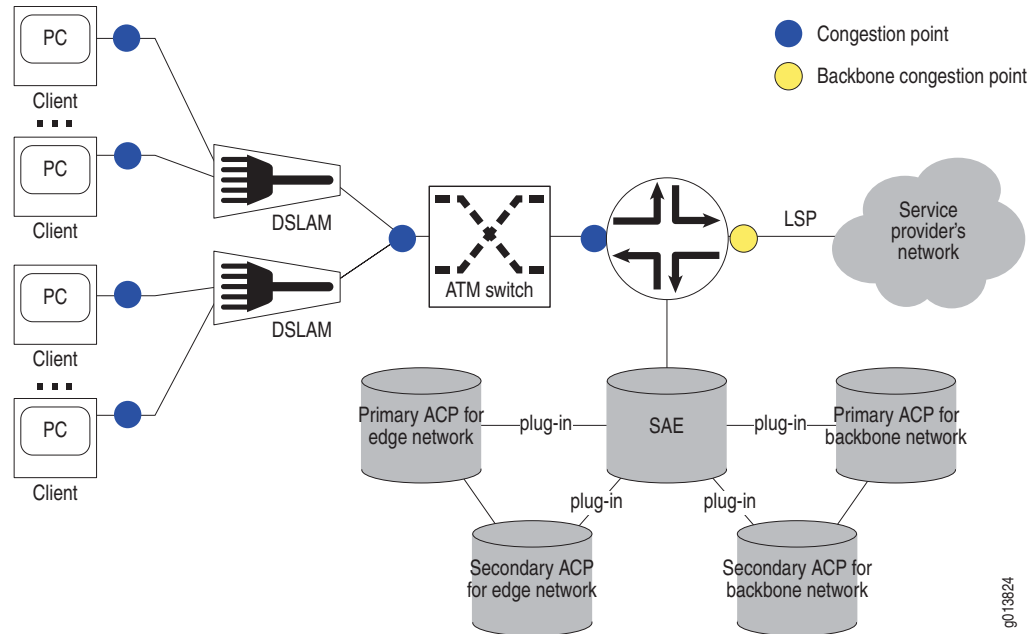 PC
Client
...
PC
Client
PC
Client
...
PC
Client
DSLAM
DSLAM
ATM switch
LSP
Service
provider's
network
Congestion point
Backbone congestion point
Primary ACP for
edge network
plug-in
SAE
plug-in
Primary ACP for
backbone network
plug-in
plug-in
Secondary ACP
for edge network
Secondary ACP for
backbone network
g013824